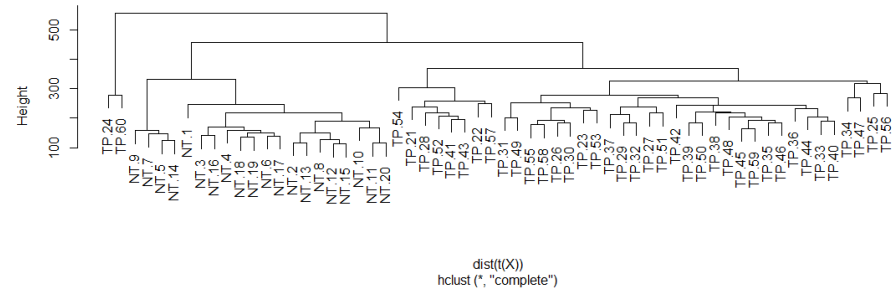 Height
100
300
500
TP.24
TP.60
NT.9
NT.7
NT.5
NT.14
NT.1
NT.3
NT.16
NT.4
NT.18
NT.19
NT.6
NT.17
NT.2
NT.13
NT.8
NT.12
NT.15
NT.10
NT.11
NT.20
TP.54
TP.21
TP.28
TP.52
TP.41
TP.43
TP.22
TP.57
TP.31
TP.49
TP.55
TP.58
TP.26
TP.30
TP.23
TP.53
TP.37
TP.29
TP.32
TP.27
TP.51
TP.42
TP.39
TP.50
TP.38
TP.48
TP.45
TP.59
TP.35
TP.46
TP.36
TP.44
TP.33
TP.40
TP.34
TP.47
TP.25
TP.56
dist(t(X))
hclust (*, "complete")